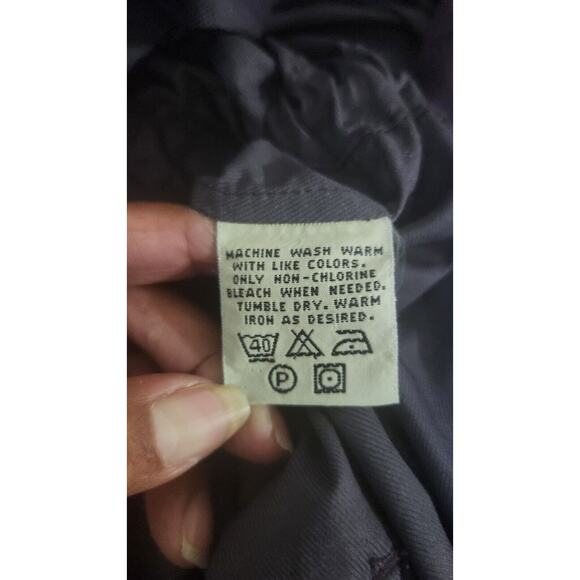 MACHINE WASH WARM
WITH LIKE COLORS.
ONLY NON-CHLORINE
BLEACH WHEN NEEDED.
TUMBLE DRY. WARM
IRON AS DESIRED.
40
P